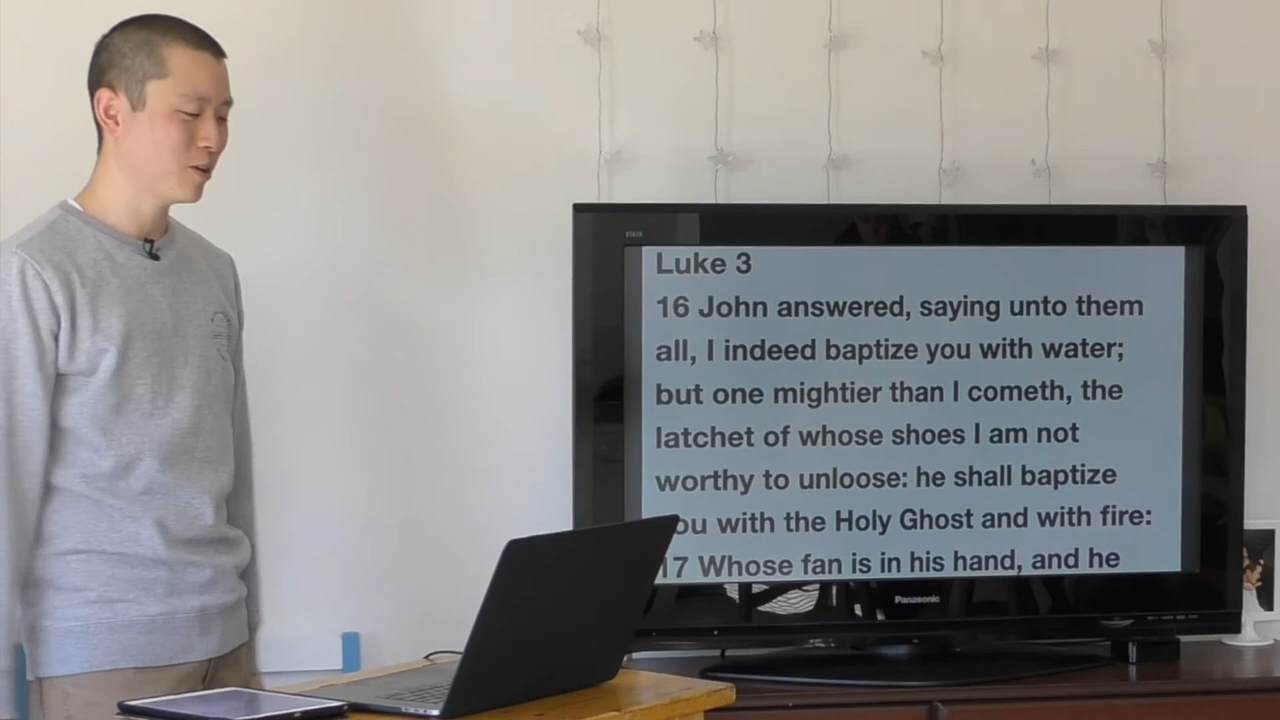 Luke 3
16 John answered, saying unto them
all, I indeed baptize you with water;
but one mightier than I cometh, the
latchet of whose shoes I am not
worthy to unloose: he shall baptize
ou with the Holy Ghost and with fire:
17 Whose fan is in his hand, and he
Panasonic